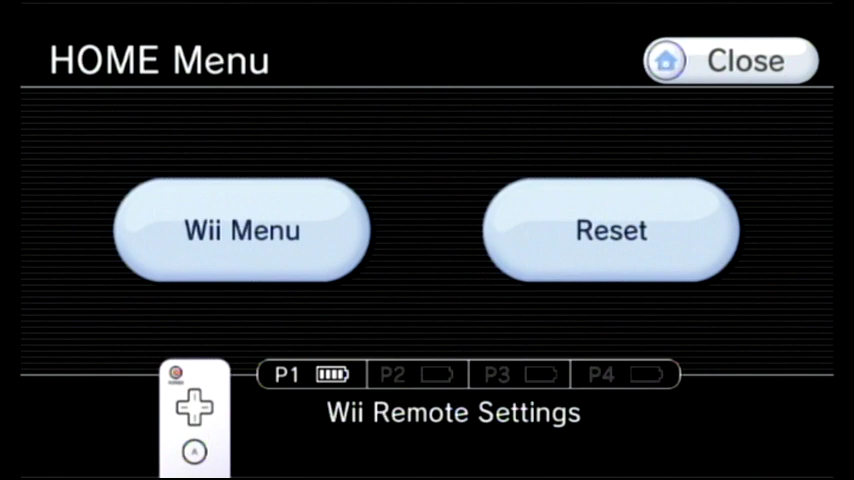 HOME Menu
Close
Wii Menu
Reset
P1 P2 P3 P4
A
Wii Remote Settings